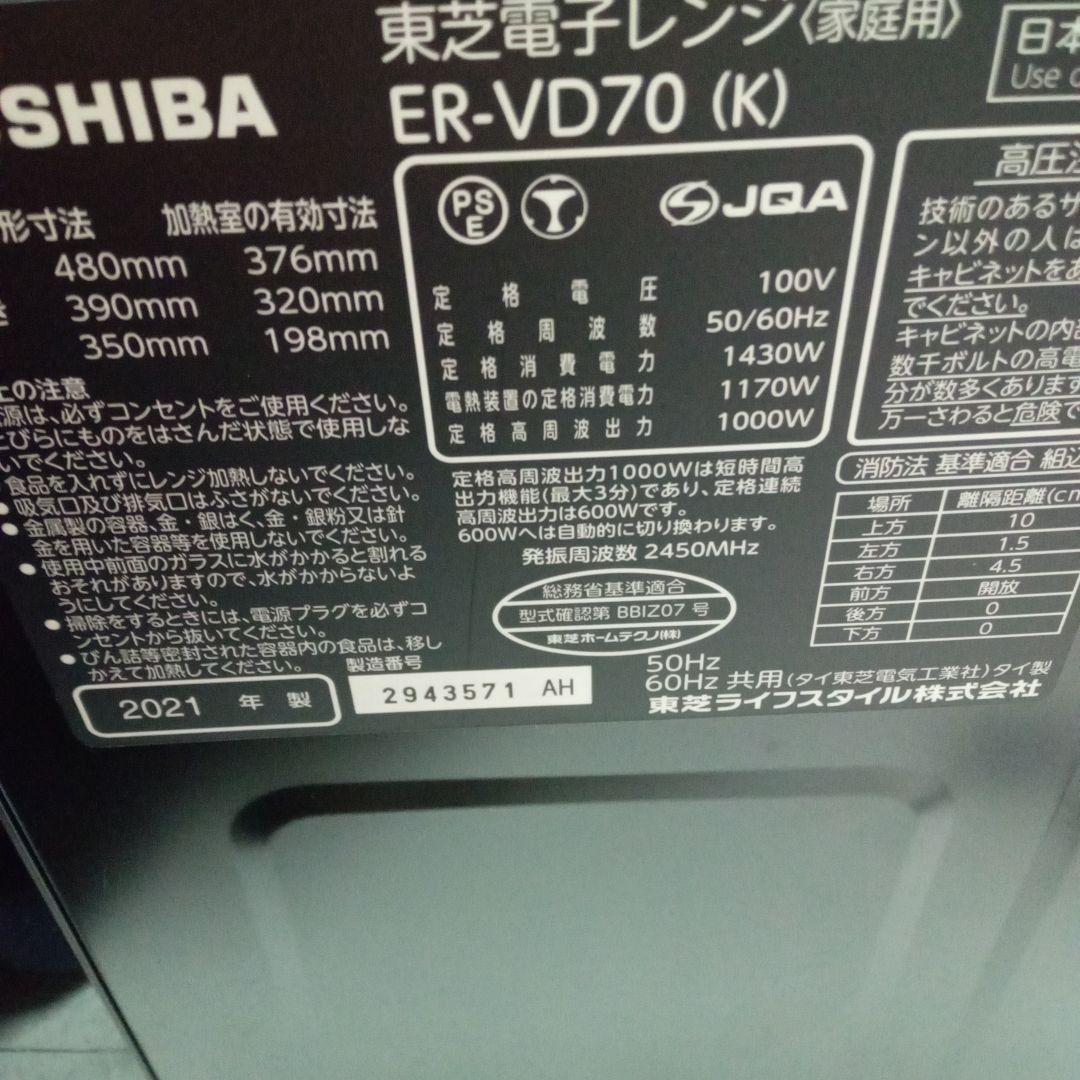 東芝電子レンジ〈家庭用〉
SHIBA
ER-VD70 (K)
日本
Use
形寸法 加熱室の有効寸法
480mm 376mm
390mm 320mm
350mm 198mm
上の注意
源は、必ずコンセントをご使用ください。
とびらにものをはさんだ状態で使用しな
いでください。
食品を入れずにレンジ加熱しないでください。
● 吸気口及び排気口はふさがないでください。
● 金属製の容器、金・銀はく、金・銀粉又は針
金を用いた容器等を使用しないでください。
● 使用中前面のガラスに水がかかると割れる
おそれがありますので、水がかからないよ
うにしてください。
● 掃除をするときには、電源プラグを必ずコ
ンセントから抜いてください。
● びん詰等密封された容器内の食品は、移し
かえて加熱してください。
2021 年 製
製造番号
2943571 AH
PS
E
JQA
定格電圧 100V
定格周波数 50/60Hz
定格消費電力 1430W
電熱装置の定格消費電力 1170W
定格高周波出力 1000W
定格高周波出力1000Wは短時間高
出力機能(最大3分)であり、定格連続
高周波出力は600Wです。
600Wへは自動的に切り換わります。
発振周波数 2450MHz
総務省基準適合
型式確認第 BBIZ07 号
東芝ホームテクノ(株)
高圧注
技術のあるサ
ン以外の人は
キャビネットをあ
でください。
キャビネットの内部
数千ボルトの高電
分が数多くあります
万一さわると危険で
消防法 基準適合 組込
場所 離隔距離(cm
上方 10
左方 1.5
右方 4.5
前方 開放
後方 0
下方 0
50Hz
60Hz 共用 (タイ東芝電気工業社) タイ製
東芝ライフスタイル株式会社